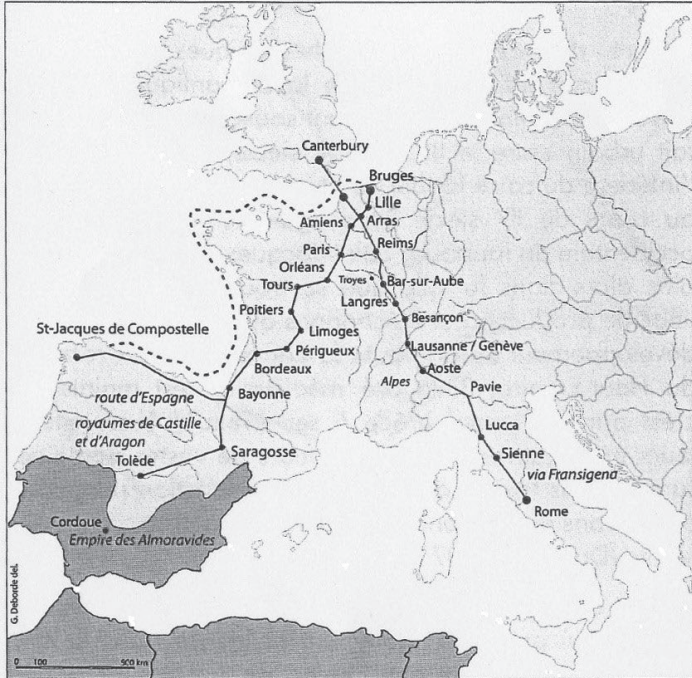 Canterbury
Bruges
Lille
Amiens
Arras
Paris
Reims
Orléans
Troyes
Bar-sur-Aube
Tours
Langres
Poitiers
Besançon
St-Jacques de Compostelle
Limoges
Lausanne / Genève
Périgueux
Aoste
Bordeaux
Alpes
Pavie
route d'Espagne
Bayonne
royaumes de Castille
et d'Aragon
Lucca
Tolède
Saragosse
Sienne
via Fransigena
Rome
Cordoue
Empire des Almoravides
G. Deborde del.
0 100 500 km